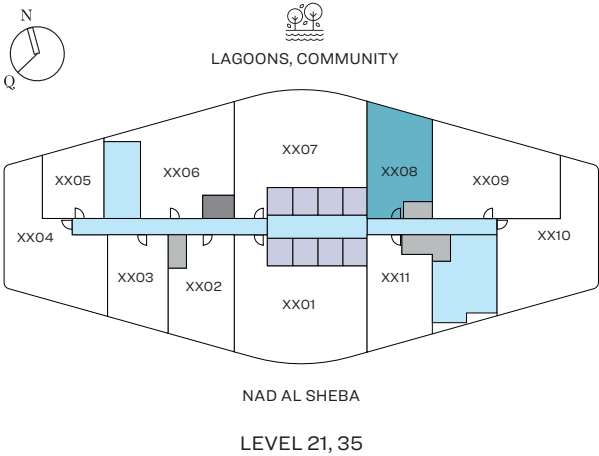 N
Q
LAGOONS, COMMUNITY
XX07
XX08
XX06
XX05
XX09
XX04
XX10
XX03
XX02
XX11
XX01
NAD AL SHEBA
LEVEL 21, 35